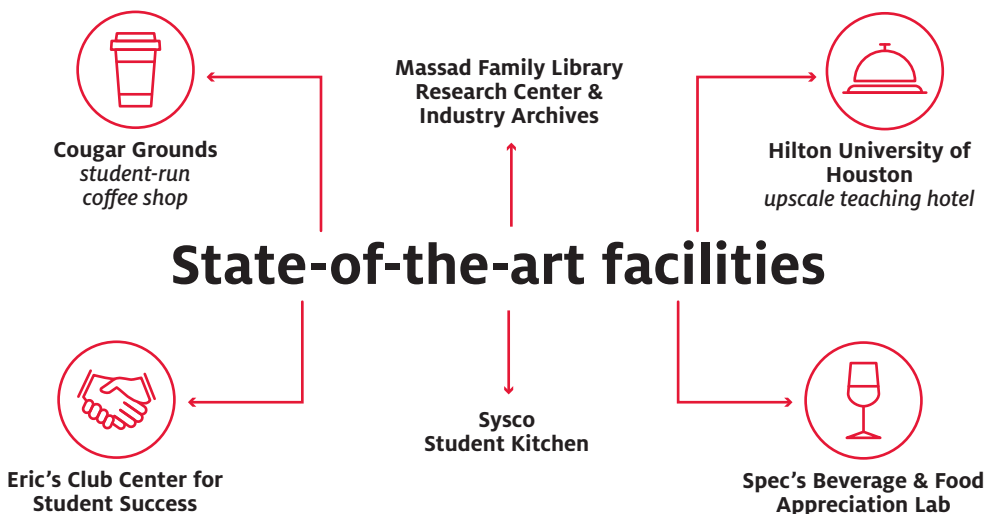 Cougar Grounds
student-run
coffee shop
Massad Family Library
Research Center &
Industry Archives
Hilton University of
Houston
upscale teaching hotel
State-of-the-art facilities
Eric’s Club Center for
Student Success
Sysco
Student Kitchen
Spec’s Beverage & Food
Appreciation Lab